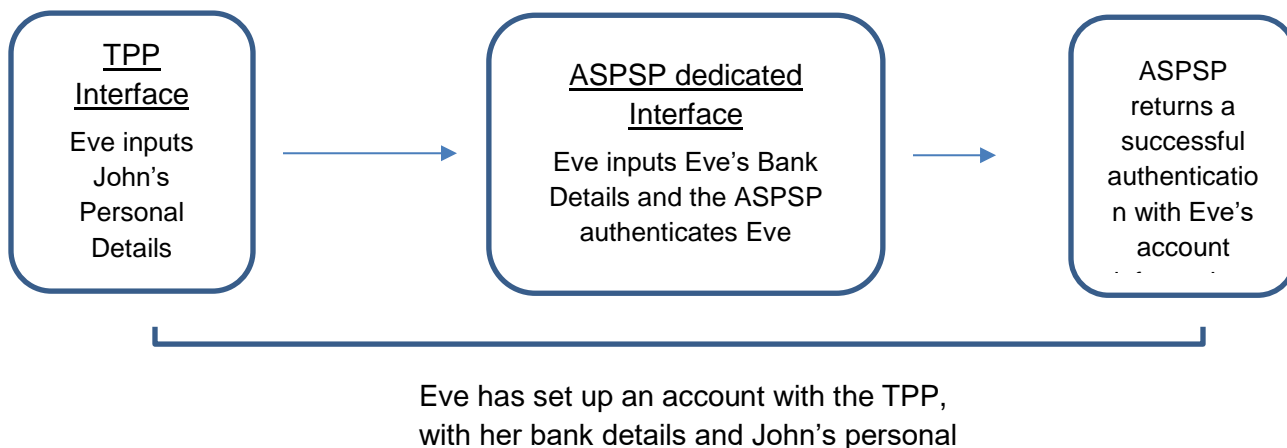 TPP
Interface
Eve inputs
John's
Personal
Details
ASPSP dedicated
Interface
Eve inputs Eve's Bank
Details and the ASPSP
authenticates Eve
ASPSP
returns a
successful
authenticatio
n with Eve's
account
Eve has set up an account with the TPP,
with her bank details and John's personal